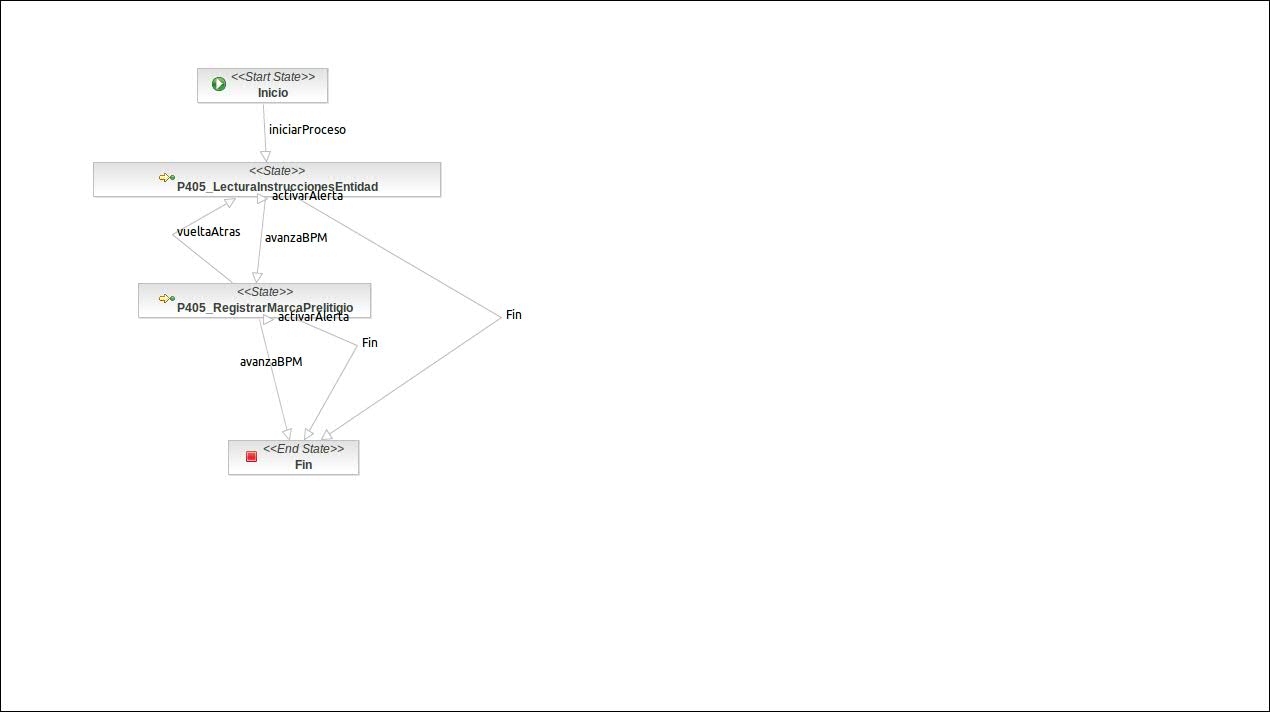 <<Start State>>
Inicio
iniciarProceso
<<State>>
P405_LecturaInstruccionesEntidad
activarAlerta
vueltaAtras
avanzaBPM
<<State>>
P405_RegistrarMarcaPrelitigio
activarAlerta
Fin
Fin
avanzaBPM
<<End State>>
Fin